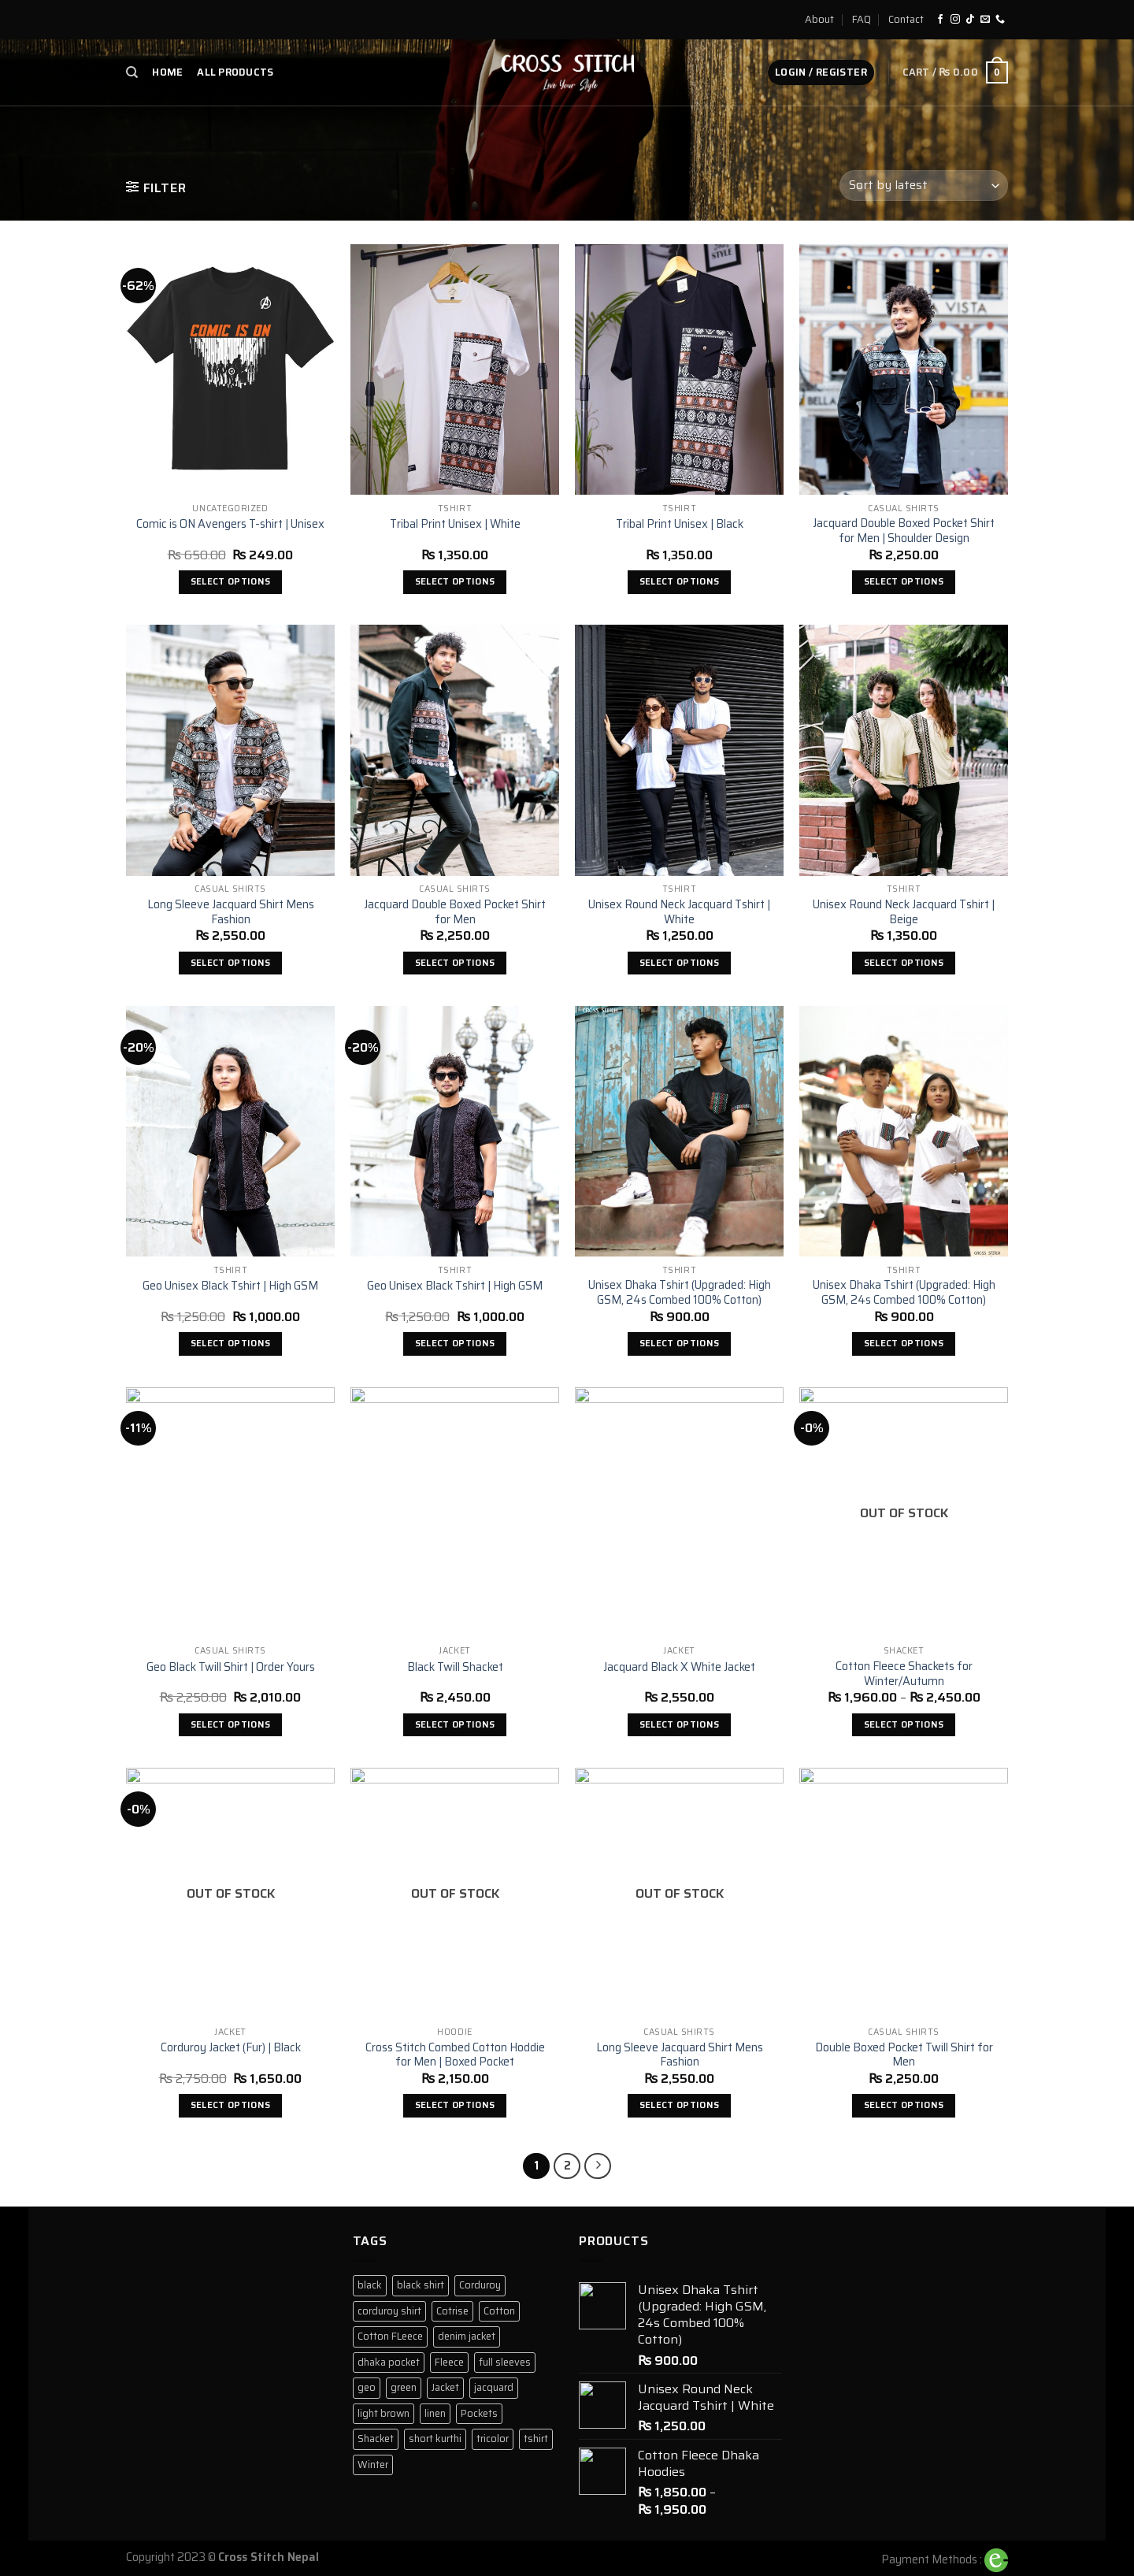 About
FAQ
Contact
HOME
ALL PRODUCTS
CROSS STITCH
Love Your Style
LOGIN / REGISTER
CART / ₨ 0.00
0
FILTER
Sort by latest
-62%
COMIC IS ON
STYLE
VISTA
BELLA
UNCATEGORIZED
Comic is ON Avengers T-shirt | Unisex
₨ 650.00 ₨ 249.00
SELECT OPTIONS
TSHIRT
Tribal Print Unisex | White
₨ 1,350.00
SELECT OPTIONS
TSHIRT
Tribal Print Unisex | Black
₨ 1,350.00
SELECT OPTIONS
CASUAL SHIRTS
Jacquard Double Boxed Pocket Shirt
for Men | Shoulder Design
₨ 2,250.00
SELECT OPTIONS
CASUAL SHIRTS
Long Sleeve Jacquard Shirt Mens
Fashion
₨ 2,550.00
SELECT OPTIONS
CASUAL SHIRTS
Jacquard Double Boxed Pocket Shirt
for Men
₨ 2,250.00
SELECT OPTIONS
TSHIRT
Unisex Round Neck Jacquard Tshirt |
White
₨ 1,250.00
SELECT OPTIONS
TSHIRT
Unisex Round Neck Jacquard Tshirt |
Beige
₨ 1,350.00
SELECT OPTIONS
-20%
-20%
CROSS STITCH
CROSS STITCH
TSHIRT
Geo Unisex Black Tshirt | High GSM
₨ 1,250.00 ₨ 1,000.00
SELECT OPTIONS
TSHIRT
Geo Unisex Black Tshirt | High GSM
₨ 1,250.00 ₨ 1,000.00
SELECT OPTIONS
TSHIRT
Unisex Dhaka Tshirt (Upgraded: High
GSM, 24s Combed 100% Cotton)
₨ 900.00
SELECT OPTIONS
TSHIRT
Unisex Dhaka Tshirt (Upgraded: High
GSM, 24s Combed 100% Cotton)
₨ 900.00
SELECT OPTIONS
-11%
-0%
OUT OF STOCK
CASUAL SHIRTS
Geo Black Twill Shirt | Order Yours
₨ 2,250.00 ₨ 2,010.00
SELECT OPTIONS
JACKET
Black Twill Shacket
₨ 2,450.00
SELECT OPTIONS
JACKET
Jacquard Black X White Jacket
₨ 2,550.00
SELECT OPTIONS
SHACKET
Cotton Fleece Shackets for
Winter/Autumn
₨ 1,960.00 – ₨ 2,450.00
SELECT OPTIONS
-0%
OUT OF STOCK
OUT OF STOCK
OUT OF STOCK
JACKET
Corduroy Jacket (Fur) | Black
₨ 2,750.00 ₨ 1,650.00
SELECT OPTIONS
HOODIE
Cross Stitch Combed Cotton Hoddie
for Men | Boxed Pocket
₨ 2,150.00
SELECT OPTIONS
CASUAL SHIRTS
Long Sleeve Jacquard Shirt Mens
Fashion
₨ 2,550.00
SELECT OPTIONS
CASUAL SHIRTS
Double Boxed Pocket Twill Shirt for
Men
₨ 2,250.00
SELECT OPTIONS
1
2
TAGS
black
black shirt
Corduroy
corduroy shirt
Cotrise
Cotton
Cotton FLeece
denim jacket
dhaka pocket
Fleece
full sleeves
geo
green
Jacket
jacquard
light brown
linen
Pockets
Shacket
short kurthi
tricolor
tshirt
Winter
PRODUCTS
Unisex Dhaka Tshirt
(Upgraded: High GSM,
24s Combed 100%
Cotton)
₨ 900.00
Unisex Round Neck
Jacquard Tshirt | White
₨ 1,250.00
Cotton Fleece Dhaka
Hoodies
₨ 1,850.00 –
₨ 1,950.00
Copyright 2023 © Cross Stitch Nepal
Payment Methods :